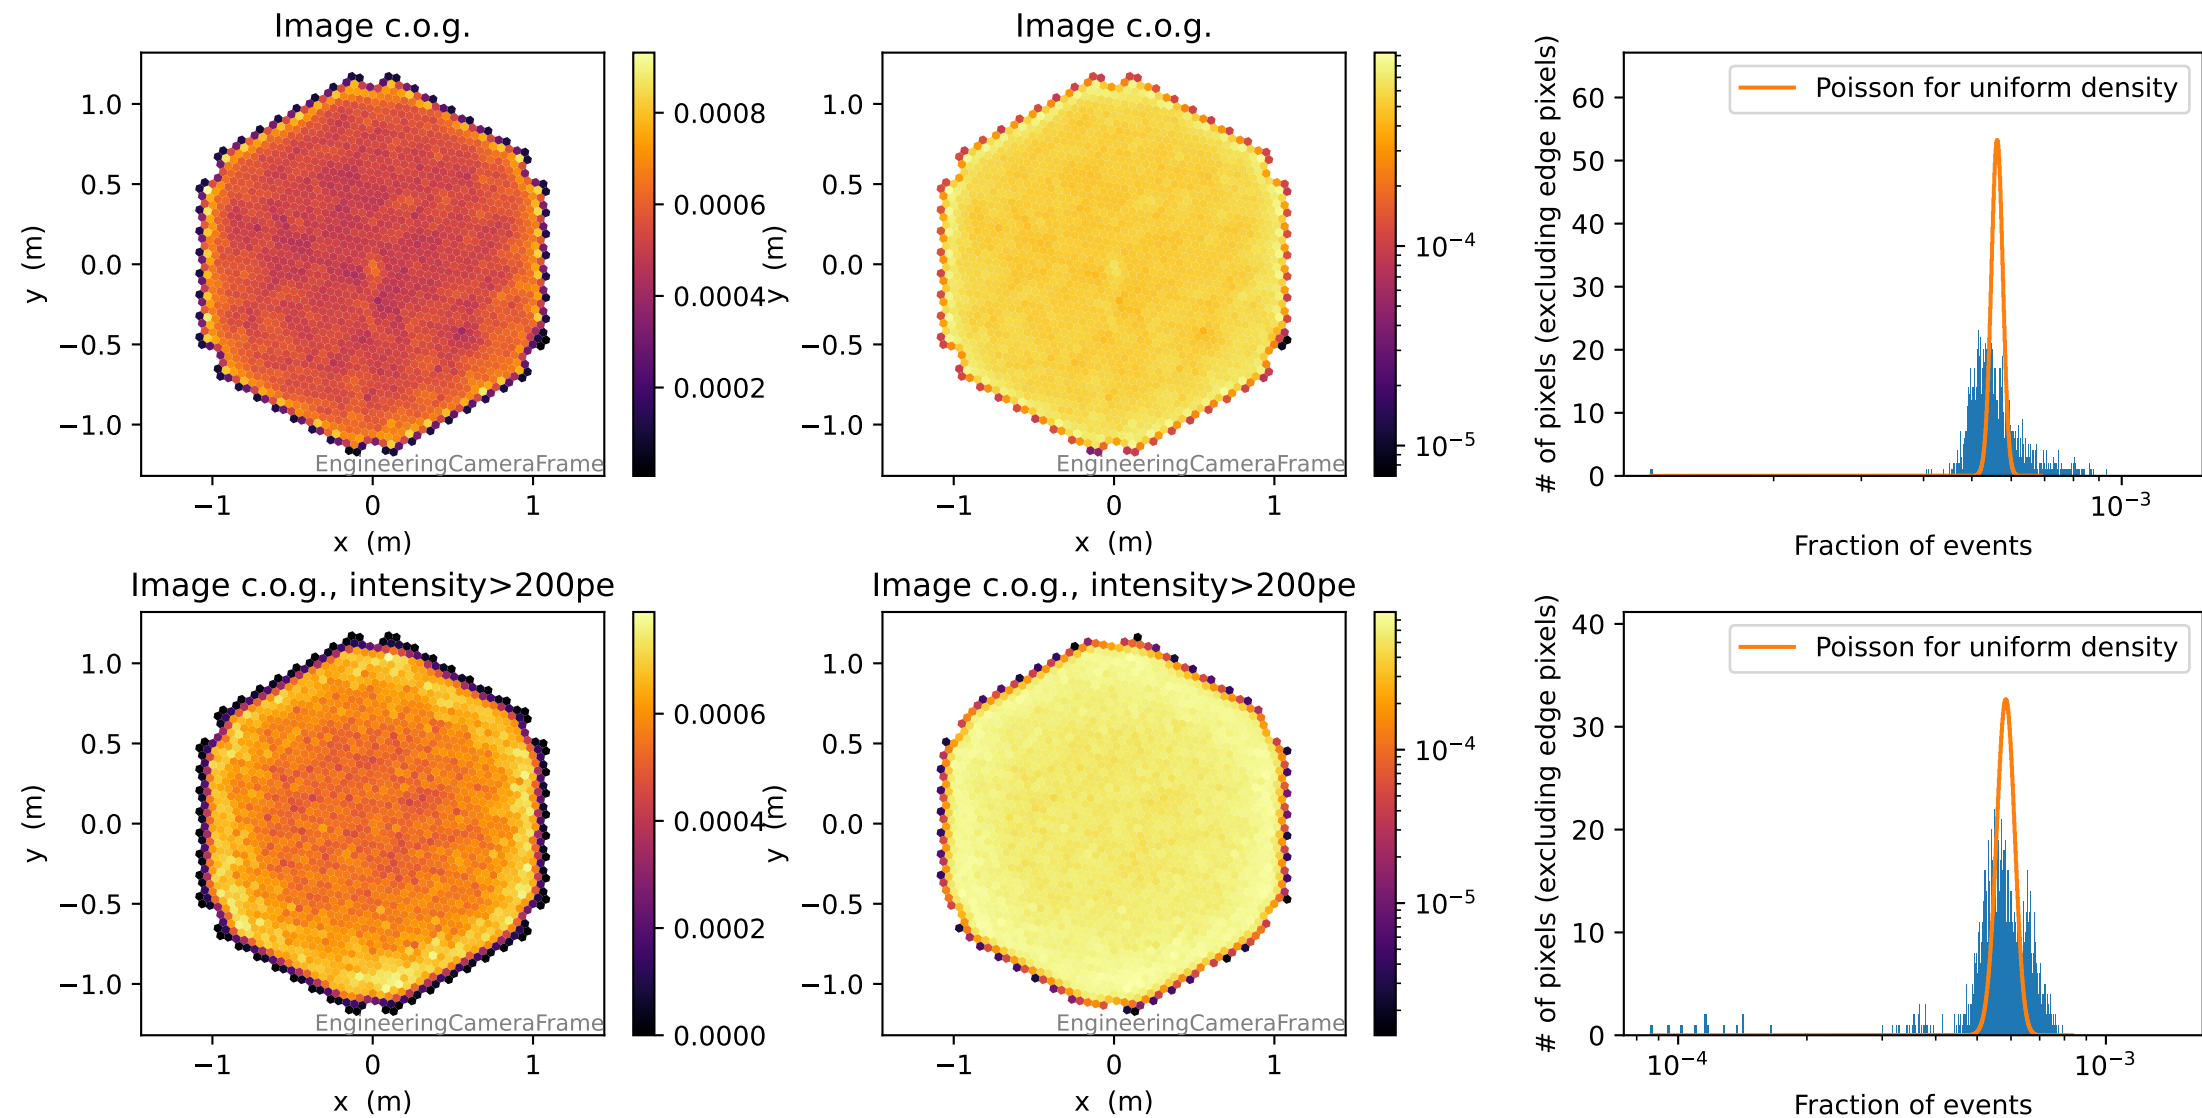 Image c.o.g.
y (m)
1.0
0.5
0.0
−0.5
−1.0
−1
0
1
x (m)
EngineeringCameraFrame
0.0008
0.0006
0.0004
0.0002
Image c.o.g.
y (m)
1.0
0.5
0.0
−0.5
−1.0
−1
0
1
x (m)
EngineeringCameraFrame
10⁻⁴
10⁻⁵
# of pixels (excluding edge pixels)
60
50
40
30
20
10
0
Poisson for uniform density
10⁻³
Fraction of events
Image c.o.g., intensity>200pe
y (m)
1.0
0.5
0.0
−0.5
−1.0
−1
0
1
x (m)
EngineeringCameraFrame
0.0006
0.0004
0.0002
0.0000
Image c.o.g., intensity>200pe
y (m)
1.0
0.5
0.0
−0.5
−1.0
−1
0
1
x (m)
EngineeringCameraFrame
10⁻⁴
10⁻⁵
# of pixels (excluding edge pixels)
40
30
20
10
0
Poisson for uniform density
10⁻⁴
10⁻³
Fraction of events